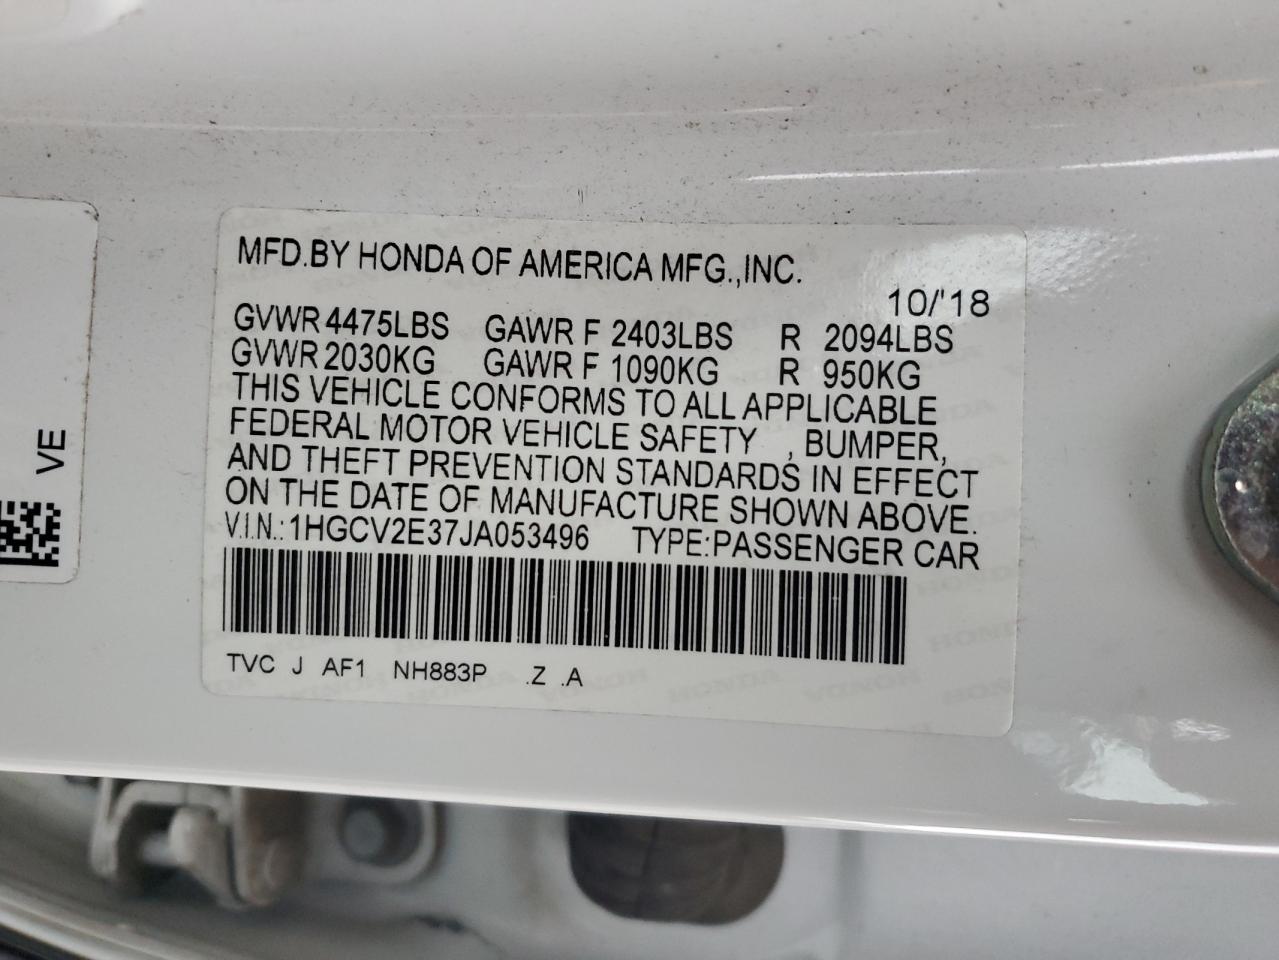 MFD.BY HONDA OF AMERICA MFG.,INC.
10/'18
GVWR 4475LBS GAWR F 2403LBS R 2094LBS
GVWR 2030KG GAWR F 1090KG R 950KG
THIS VEHICLE CONFORMS TO ALL APPLICABLE
FEDERAL MOTOR VEHICLE SAFETY , BUMPER,
AND THEFT PREVENTION STANDARDS IN EFFECT
ON THE DATE OF MANUFACTURE SHOWN ABOVE.
V.I.N.:1HGCV2E37JA053496 TYPE:PASSENGER CAR
TVC J AF1 NH883P .Z .A
VE